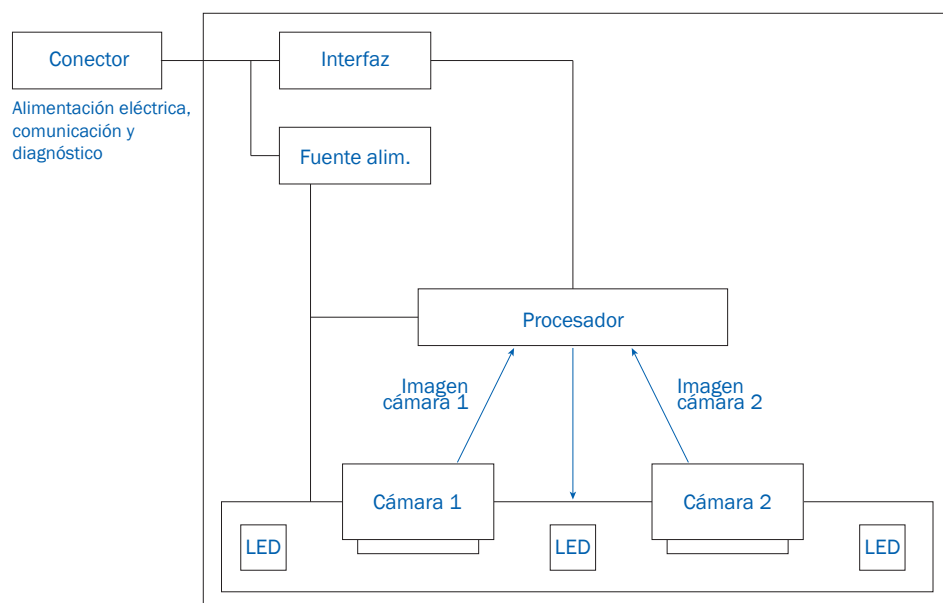 Conector
Interfaz
Alimentación eléctrica,
comunicación y
diagnóstico
Fuente alim.
Procesador
Imagen
cámara 1
Imagen
cámara 2
Cámara 1
Cámara 2
LED
LED
LED